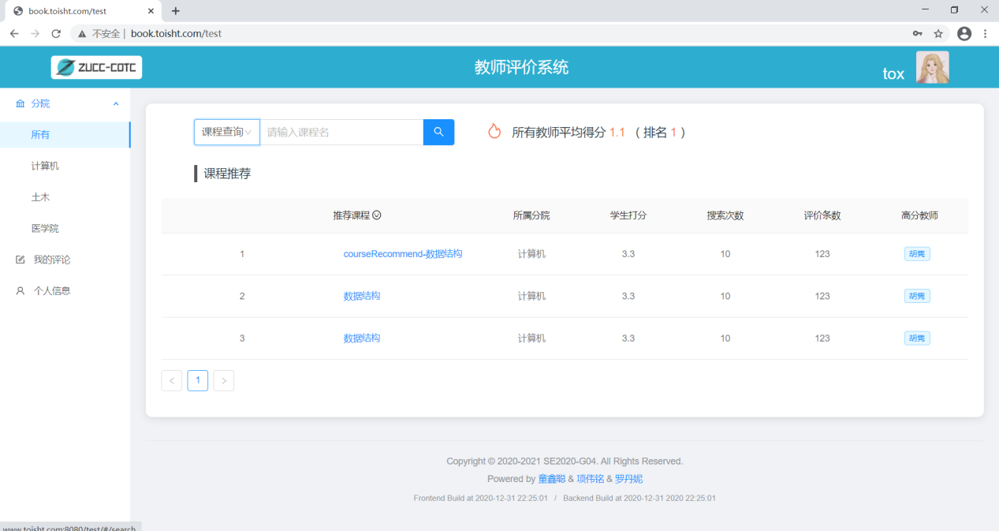 book.toisht.com/test
不安全 | book.toisht.com/test
ZUCC-COTC
教师评价系统
tox
分院
所有
计算机
土木
医学院
我的评论
个人信息
课程查询 请输入课程名
所有教师平均得分 1.1 （ 排名 1 ）
课程推荐
推荐课程 所属分院 学生打分 搜索次数 评价条数 高分教师
1 courseRecommend-数据结构 计算机 3.3 10 123 胡隽
2 数据结构 计算机 3.3 10 123 胡隽
3 数据结构 计算机 3.3 10 123 胡隽
< 1 >
Copyright © 2020-2021 SE2020-G04. All Rights Reserved.
Powered by 童鑫聪 & 项伟铭 & 罗丹妮
Frontend Build at 2020-12-31 22:25:01 / Backend Build at 2020-12-31 2020 22:25:01
www.toisht.com:8080/test/#/search